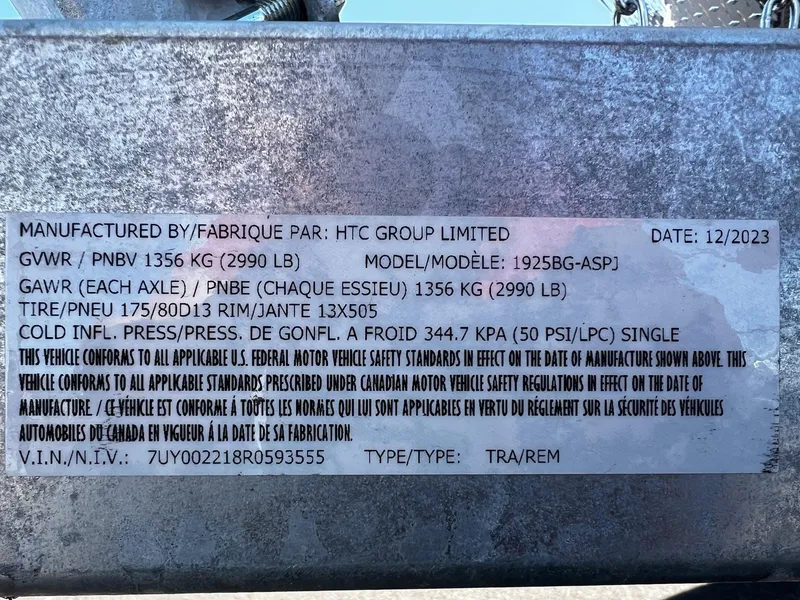 MANUFACTURED BY/FABRIQUE PAR: HTC GROUP LIMITED DATE: 12/2023
GVWR / PNBV 1356 KG (2990 LB) MODEL/MODÈLE: 1925BG-ASPJ
GAWR (EACH AXLE) / PNBE (CHAQUE ESSIEU) 1356 KG (2990 LB)
TIRE/PNEU 175/80D13 RIM/JANTE 13X505
COLD INFL. PRESS/PRESS. DE GONFL. A FROID 344.7 KPA (50 PSI/LPC) SINGLE
THIS VEHICLE CONFORMS TO ALL APPLICABLE U.S. FEDERAL MOTOR VEHICLE SAFETY STANDARDS IN EFFECT ON THE DATE OF MANUFACTURE SHOWN ABOVE. THIS
VEHICLE CONFORMS TO ALL APPLICABLE STANDARDS PRESCRIBED UNDER CANADIAN MOTOR VEHICLE SAFETY REGULATIONS IN EFFECT ON THE DATE OF
MANUFACTURE. / CE VÉHICLE EST CONFORME Á TOUTES LES NORMES QUI LUI SONT APPLICABLES EN VERTU DU RÉGLEMENT SUR LA SÉCURITÉ DES VÉHICULES
AUTOMOBILES DU CANADA EN VIGUEUR Á LA DATE DE SA FABRICATION.
V.I.N./N.I.V.: 7UY002218R0593555 TYPE/TYPE: TRA/REM